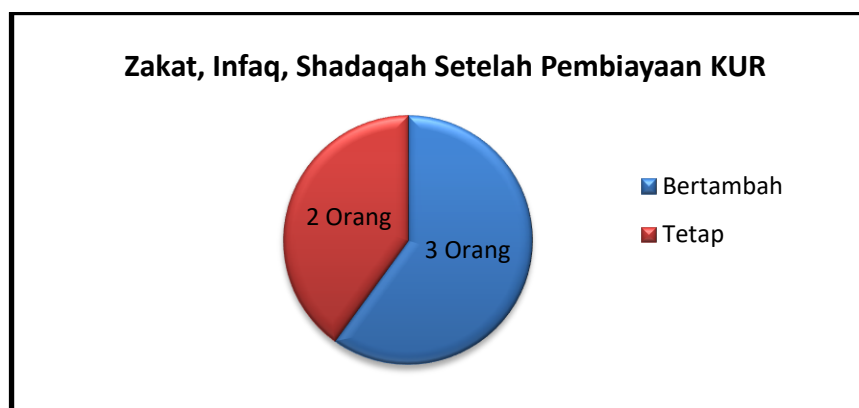 Zakat, Infaq, Shadaqah Setelah Pembiayaan KUR
2 Orang
3 Orang
Bertambah
Tetap